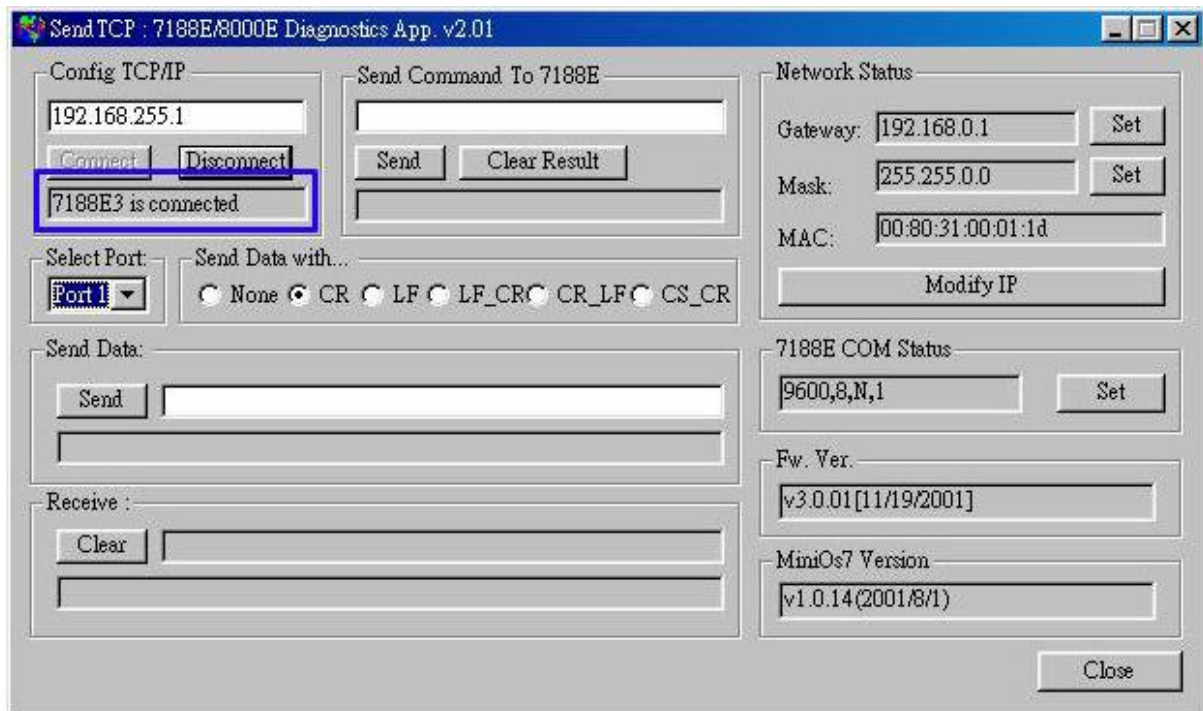 Send TCP : 7188E/8000E Diagnostics App. v2.01
Config TCP/IP
192.168.255.1
Connect
Disconnect
7188E3 is connected
Send Command To 7188E
Send
Clear Result
Network Status
Gateway:
192.168.0.1
Set
Mask:
255.255.0.0
Set
MAC:
00:80:31:00:01:1d
Modify IP
Select Port:
Port 1
Send Data with...
None
CR
LF
LF_CR
CR_LF
CS_CR
Send Data:
Send
7188E COM Status
9600,8,N,1
Set
Fw. Ver.
v3.0.01[11/19/2001]
Receive :
Clear
MiniOs7 Version
v1.0.14(2001/8/1)
Close